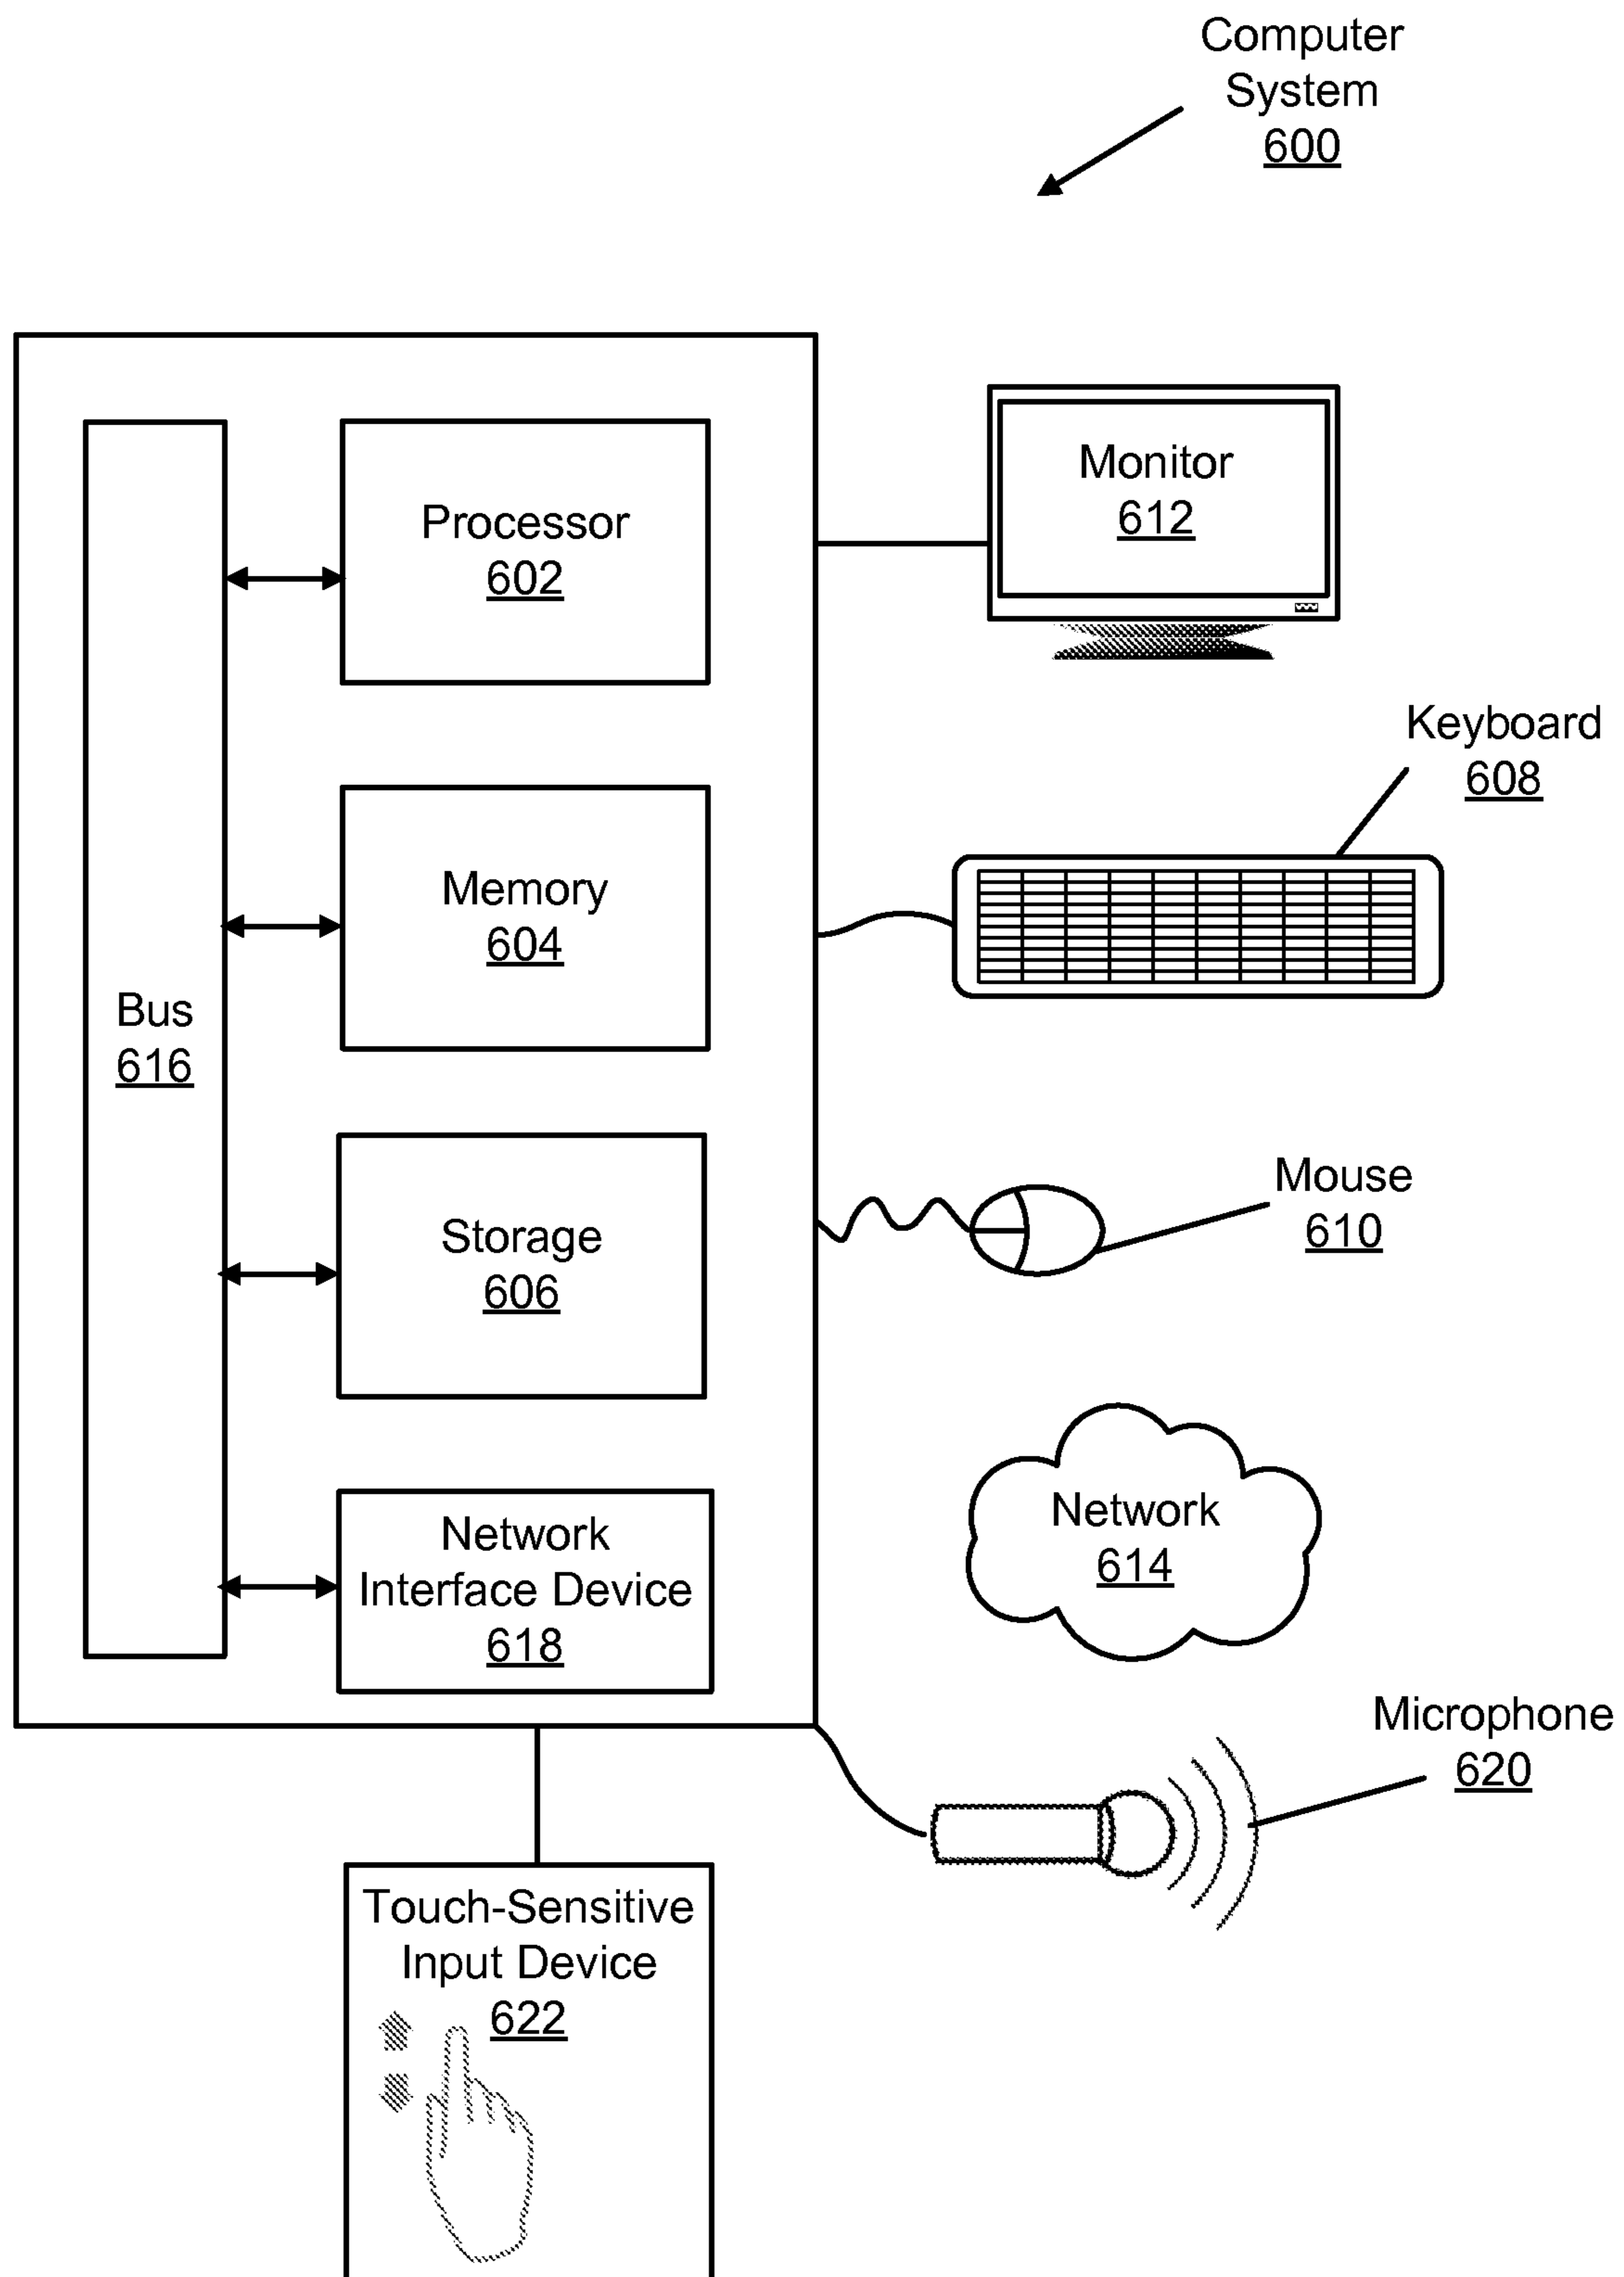 Computer
System
600
Processor
602
Monitor
612
Keyboard
608
Memory
604
Bus
616
Storage
606
Mouse
610
Network
Interface Device
618
Network
614
Microphone
620
Touch-Sensitive
Input Device
622